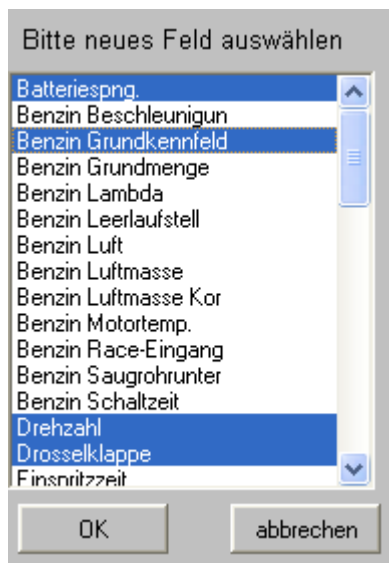 Bitte neues Feld auswählen
Batteriespng.
Benzin Beschleunigun
Benzin Grundkennfeld
Benzin Grundmenge
Benzin Lambda
Benzin Leerlaufstell
Benzin Luft
Benzin Luftmasse
Benzin Luftmasse Kor
Benzin Motortemp.
Benzin Race-Eingang
Benzin Saugrohrunter
Benzin Schaltzeit
Drehzahl
Drosselklappe
Einspritzzeit
OK abbrechen